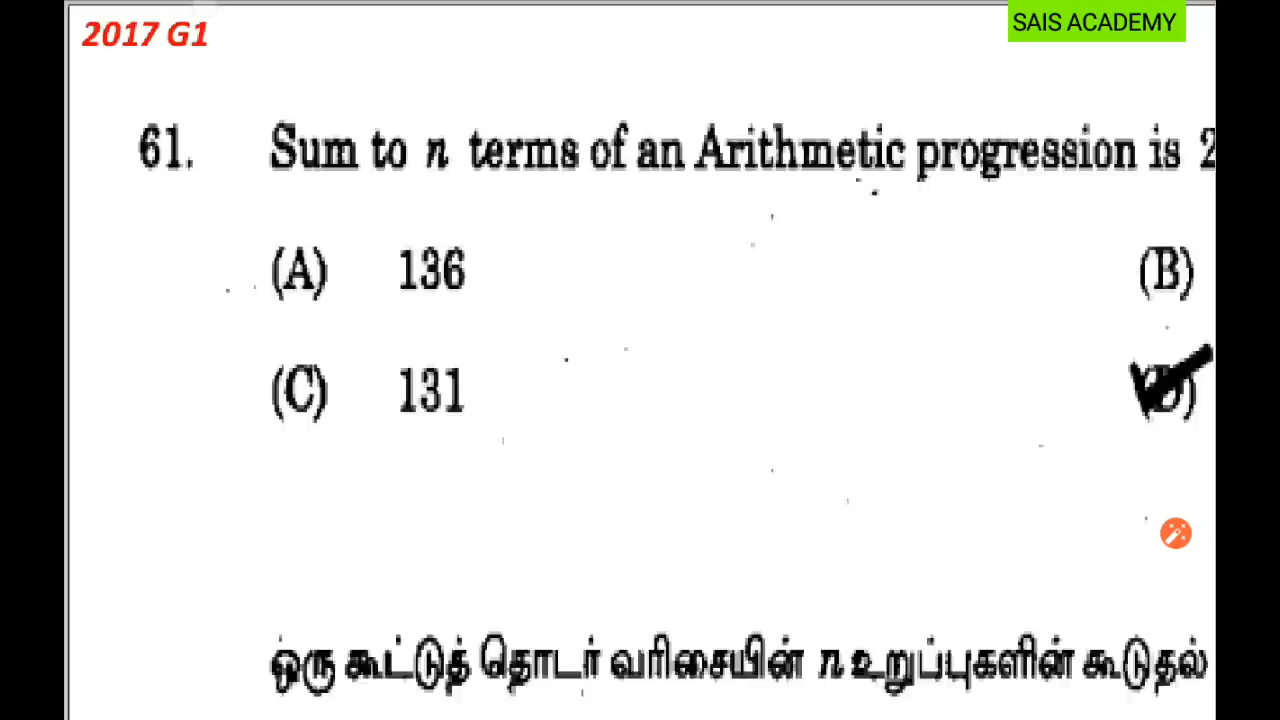 2017 G1
SAIS ACADEMY
61. Sum to n terms of an Arithmetic progression is 2
(A) 136 (B)
(C) 131 (D)
ஒரு கூட்டுத் தொடர் வரிசையின் n உறுப்புகளின் கூடுதல்